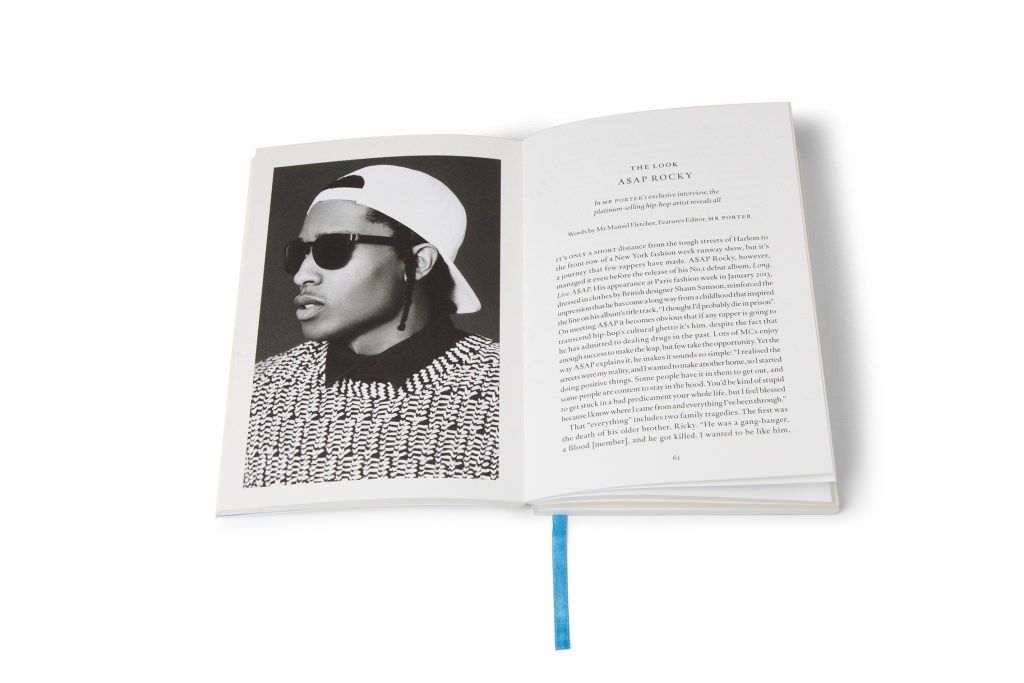 THE LOOK
A$AP ROCKY
In MR PORTER's exclusive interview, the
platinum-selling hip-hop artist reveals all
Words by Mr Mansel Fletcher, Features Editor, MR PORTER
IT'S ONLY A SHORT distance from the tough streets of Harlem to
the front row of a New York fashion week runway show, but it's
a journey that few rappers have made. A$AP Rocky, however,
managed it even before the release of his No.1 debut album, Long.
Live.A$AP. His appearance at Paris fashion week in January 2013,
dressed in clothes by British designer Shaun Samson, reinforced the
impression that he has come a long way from a childhood that inspired
the line on his album's title track, "I thought I'd probably die in prison".
On meeting A$AP it becomes obvious that if any rapper is going to
transcend hip-hop's cultural ghetto it's him, despite the fact that
he has admitted to dealing drugs in the past. Lots of MCs enjoy
enough success to make the leap, but few take the opportunity. Yet the
way A$AP explains it, he makes it sounds so simple: "I realised the
streets were my reality, and I wanted to make another home, so I started
doing positive things. Some people have it in them to get out, and
some people are content to stay in the hood. You'd be kind of stupid
to get stuck in a bad predicament your whole life, but I feel blessed
because I know where I came from and everything I've been through."
That "everything" includes two family tragedies. The first was
the death of his older brother, Ricky. "He was a gang-banger,
a Blood [member], and he got killed. I wanted to be like him,
61